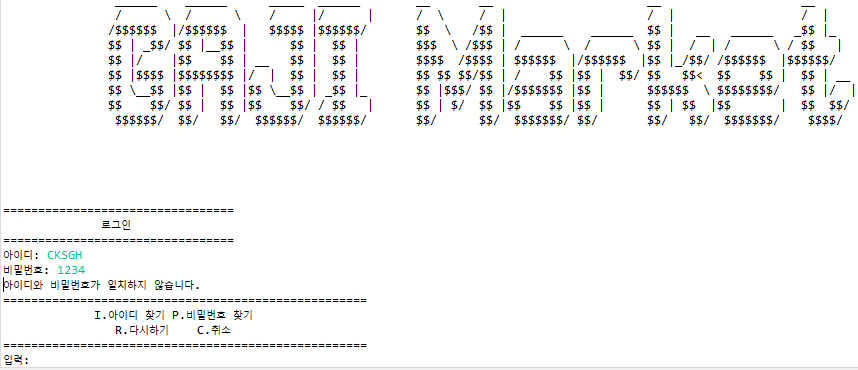 GAJI Market
=================================
로그인
=================================
아이디: CKSGH
비밀번호: 1234
아이디와 비밀번호가 일치하지 않습니다.
====================================================
I.아이디 찾기 P.비밀번호 찾기
R.다시하기 C.취소
====================================================
입력: